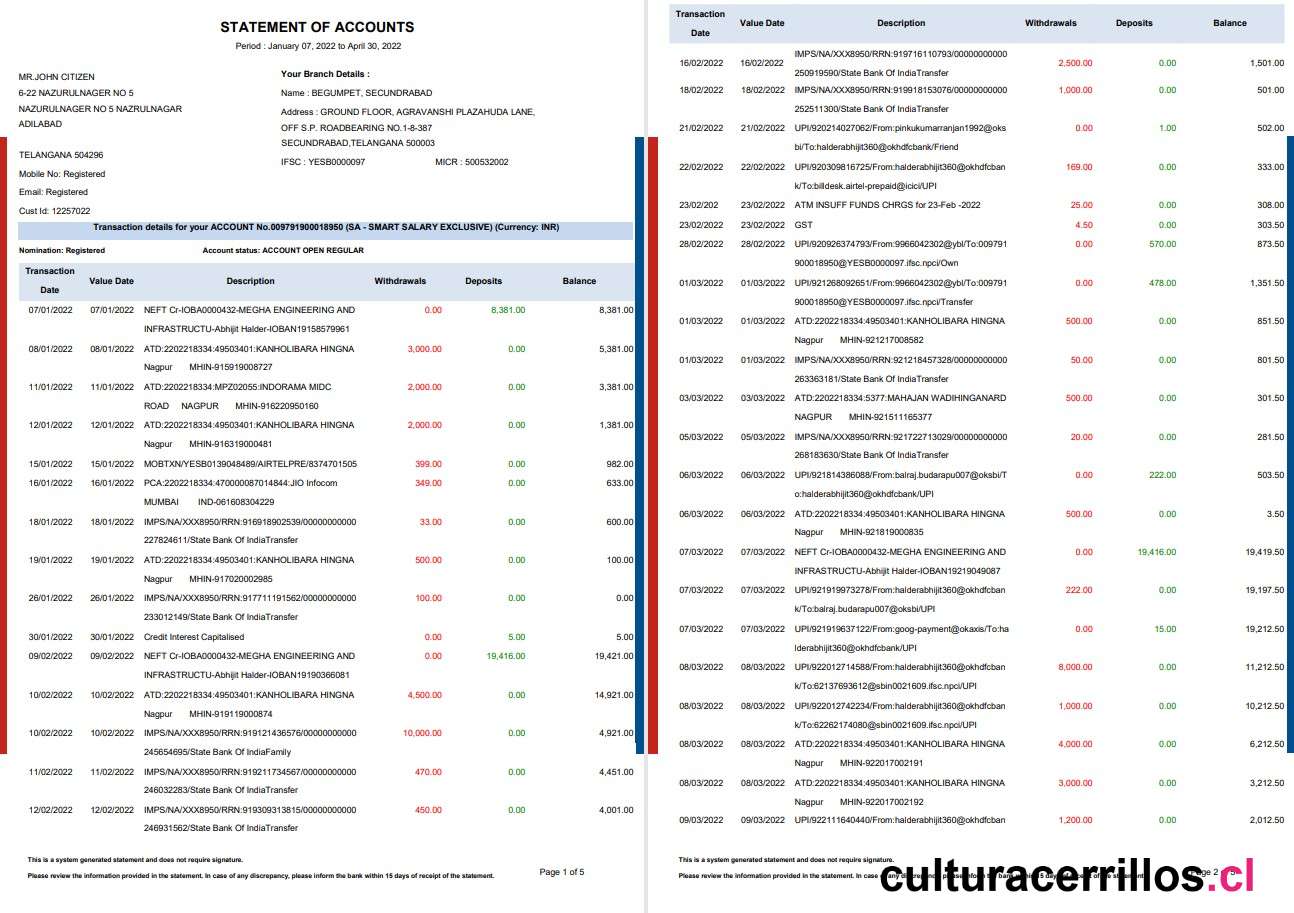 STATEMENT OF ACCOUNTS
Period : January 07, 2022 to April 30, 2022
MR.JOHN CITIZEN
6-22 NAZURULNAGER NO 5
NAZURULNAGER NO 5 NAZRULNAGAR
ADILABAD
TELANGANA 504296
Mobile No: Registered
Email: Registered
Cust Id: 12257022
Your Branch Details :
Name : BEGUMPET, SECUNDRABAD
Address : GROUND FLOOR, AGRAVANSHI PLAZAHUDA LANE,
OFF S.P. ROADBEARING NO.1-8-387
SECUNDRABAD,TELANGANA 500003
IFSC : YESB0000097 MICR : 500532002
Transaction details for your ACCOUNT No.009791900018950 (SA - SMART SALARY EXCLUSIVE) (Currency: INR)
Nomination: Registered Account status: ACCOUNT OPEN REGULAR
Transaction
Date Value Date Description Withdrawals Deposits Balance
07/01/2022 07/01/2022 NEFT Cr-IOBA0000432-MEGHA ENGINEERING AND 0.00 8,381.00 8,381.00
INFRASTRUCTU-Abhijit Halder-IOBAN19158579961
08/01/2022 08/01/2022 ATD:2202218334:49503401:KANHOLIBARA HINGNA 3,000.00 0.00 5,381.00
Nagpur MHIN-915919008727
11/01/2022 11/01/2022 ATD:2202218334:MPZ02055:INDORAMA MIDC 2,000.00 0.00 3,381.00
ROAD NAGPUR MHIN-916220950160
12/01/2022 12/01/2022 ATD:2202218334:49503401:KANHOLIBARA HINGNA 2,000.00 0.00 1,381.00
Nagpur MHIN-916319000481
15/01/2022 15/01/2022 MOBTXN/YESB0139048489/AIRTELPRE/8374701505 399.00 0.00 982.00
16/01/2022 16/01/2022 PCA:2202218334:470000087014844:JIO Infocom 349.00 0.00 633.00
MUMBAI IND-061608304229
18/01/2022 18/01/2022 IMPS/NA/XXX8950/RRN:916918902539/00000000000 33.00 0.00 600.00
227824611/State Bank Of IndiaTransfer
19/01/2022 19/01/2022 ATD:2202218334:49503401:KANHOLIBARA HINGNA 500.00 0.00 100.00
Nagpur MHIN-917020002985
26/01/2022 26/01/2022 IMPS/NA/XXX8950/RRN:917711191562/00000000000 100.00 0.00 0.00
233012149/State Bank Of IndiaTransfer
30/01/2022 30/01/2022 Credit Interest Capitalised 0.00 5.00 5.00
09/02/2022 09/02/2022 NEFT Cr-IOBA0000432-MEGHA ENGINEERING AND 0.00 19,416.00 19,421.00
INFRASTRUCTU-Abhijit Halder-IOBAN19190366081
10/02/2022 10/02/2022 ATD:2202218334:49503401:KANHOLIBARA HINGNA 4,500.00 0.00 14,921.00
Nagpur MHIN-919119000874
10/02/2022 10/02/2022 IMPS/NA/XXX8950/RRN:919121436576/00000000000 10,000.00 0.00 4,921.00
245654695/State Bank Of IndiaFamily
11/02/2022 11/02/2022 IMPS/NA/XXX8950/RRN:919211734567/00000000000 470.00 0.00 4,451.00
246032283/State Bank Of IndiaTransfer
12/02/2022 12/02/2022 IMPS/NA/XXX8950/RRN:919309313815/00000000000 450.00 0.00 4,001.00
246931562/State Bank Of IndiaTransfer
This is a system generated statement and does not require signature.
Please review the information provided in the statement. In case of any discrepancy, please inform the bank within 15 days of receipt of the statement.
Page 1 of 5
Transaction
Date Value Date Description Withdrawals Deposits Balance
16/02/2022 16/02/2022 IMPS/NA/XXX8950/RRN:919716110793/00000000000 2,500.00 0.00 1,501.00
250919590/State Bank Of IndiaTransfer
18/02/2022 18/02/2022 IMPS/NA/XXX8950/RRN:919918153076/00000000000 1,000.00 0.00 501.00
252511300/State Bank Of IndiaTransfer
21/02/2022 21/02/2022 UPI/920214027062/From:pinkukumarranjan1992@oks 0.00 1.00 502.00
bi/To:halderabhijit360@okhdfcbank/Friend
22/02/2022 22/02/2022 UPI/920309816725/From:halderabhijit360@okhdfcban 169.00 0.00 333.00
k/To:billdesk.airtel-prepaid@icici/UPI
23/02/202 23/02/2022 ATM INSUFF FUNDS CHRGS for 23-Feb -2022 25.00 0.00 308.00
23/02/2022 23/02/2022 GST 4.50 0.00 303.50
28/02/2022 28/02/2022 UPI/920926374793/From:9966042302@ybl/To:009791 0.00 570.00 873.50
900018950@YESB0000097.ifsc.npci/Own
01/03/2022 01/03/2022 UPI/921268092651/From:9966042302@ybl/To:009791 0.00 478.00 1,351.50
900018950@YESB0000097.ifsc.npci/Transfer
01/03/2022 01/03/2022 ATD:2202218334:49503401:KANHOLIBARA HINGNA 500.00 0.00 851.50
Nagpur MHIN-921217008582
01/03/2022 01/03/2022 IMPS/NA/XXX8950/RRN:921218457328/00000000000 50.00 0.00 801.50
263363181/State Bank Of IndiaTransfer
03/03/2022 03/03/2022 ATD:2202218334:5377:MAHAJAN WADIHINGANARD 500.00 0.00 301.50
NAGPUR MHIN-921511165377
05/03/2022 05/03/2022 IMPS/NA/XXX8950/RRN:921722713029/00000000000 20.00 0.00 281.50
268183630/State Bank Of IndiaTransfer
06/03/2022 06/03/2022 UPI/921814386088/From:balraj.budarapu007@oksbi/T 0.00 222.00 503.50
o:halderabhijit360@okhdfcbank/UPI
06/03/2022 06/03/2022 ATD:2202218334:49503401:KANHOLIBARA HINGNA 500.00 0.00 3.50
Nagpur MHIN-921819000835
07/03/2022 07/03/2022 NEFT Cr-IOBA0000432-MEGHA ENGINEERING AND 0.00 19,416.00 19,419.50
INFRASTRUCTU-Abhijit Halder-IOBAN19219049087
07/03/2022 07/03/2022 UPI/921919973278/From:halderabhijit360@okhdfcban 222.00 0.00 19,197.50
k/To:balraj.budarapu007@oksbi/UPI
07/03/2022 07/03/2022 UPI/921919637122/From:goog-payment@okaxis/To:ha 0.00 15.00 19,212.50
lderabhijit360@okhdfcbank/UPI
08/03/2022 08/03/2022 UPI/922012714588/From:halderabhijit360@okhdfcban 8,000.00 0.00 11,212.50
k/To:62137693612@sbin0021609.ifsc.npci/UPI
08/03/2022 08/03/2022 UPI/922012742234/From:halderabhijit360@okhdfcban 1,000.00 0.00 10,212.50
k/To:62262174080@sbin0021609.ifsc.npci/UPI
08/03/2022 08/03/2022 ATD:2202218334:49503401:KANHOLIBARA HINGNA 4,000.00 0.00 6,212.50
Nagpur MHIN-922017002191
08/03/2022 08/03/2022 ATD:2202218334:49503401:KANHOLIBARA HINGNA 3,000.00 0.00 3,212.50
Nagpur MHIN-922017002192
09/03/2022 09/03/2022 UPI/922111640440/From:halderabhijit360@okhdfcban 1,200.00 0.00 2,012.50
This is a system generated statement and does not require signature.
Please review the information provided in the statement. In case of any
Page 2
culturacerrillos.cl